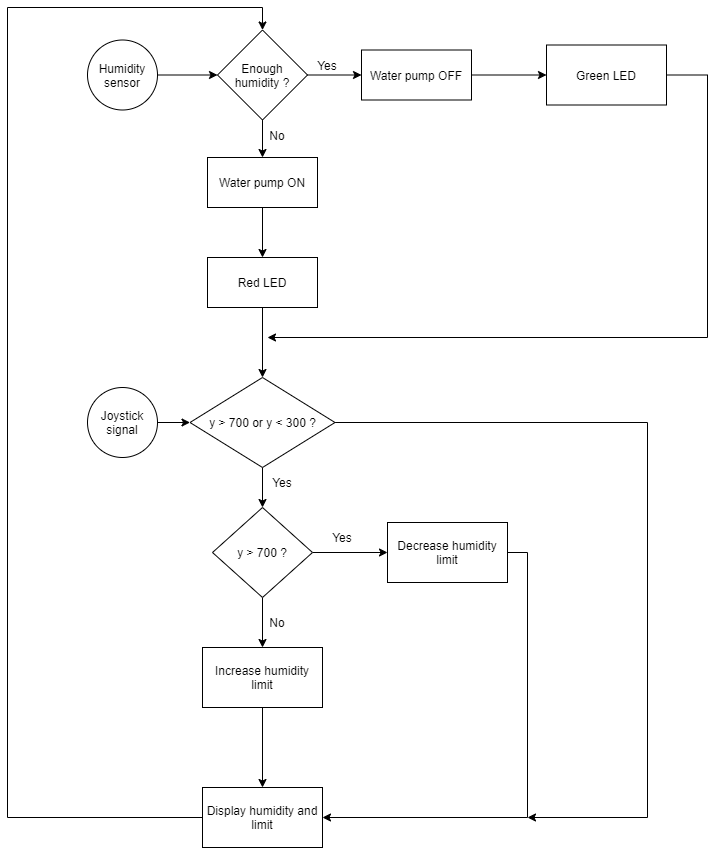 Humidity
sensor
Enough
humidity ?
Yes
Water pump OFF
Green LED
No
Water pump ON
Red LED
Joystick
signal
y > 700 or y < 300 ?
Yes
y > 700 ?
Yes
Decrease humidity
limit
No
Increase humidity
limit
Display humidity and
limit